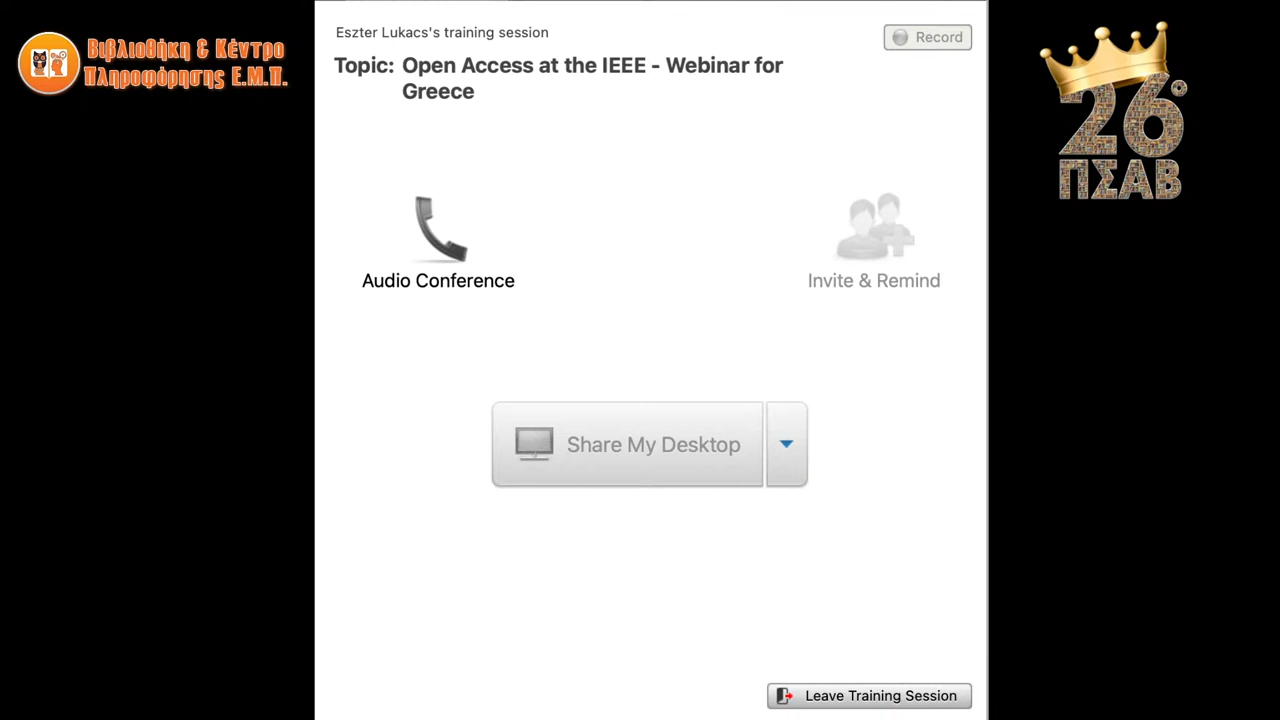 Βιβλιοθήκη & Κέντρο
Πληροφόρησης Ε.Μ.Π.
Eszter Lukacs's training session
Record
Topic: Open Access at the IEEE - Webinar for
Greece
26ο
ΠΣΑΒ
Audio Conference
Invite & Remind
Share My Desktop
Leave Training Session